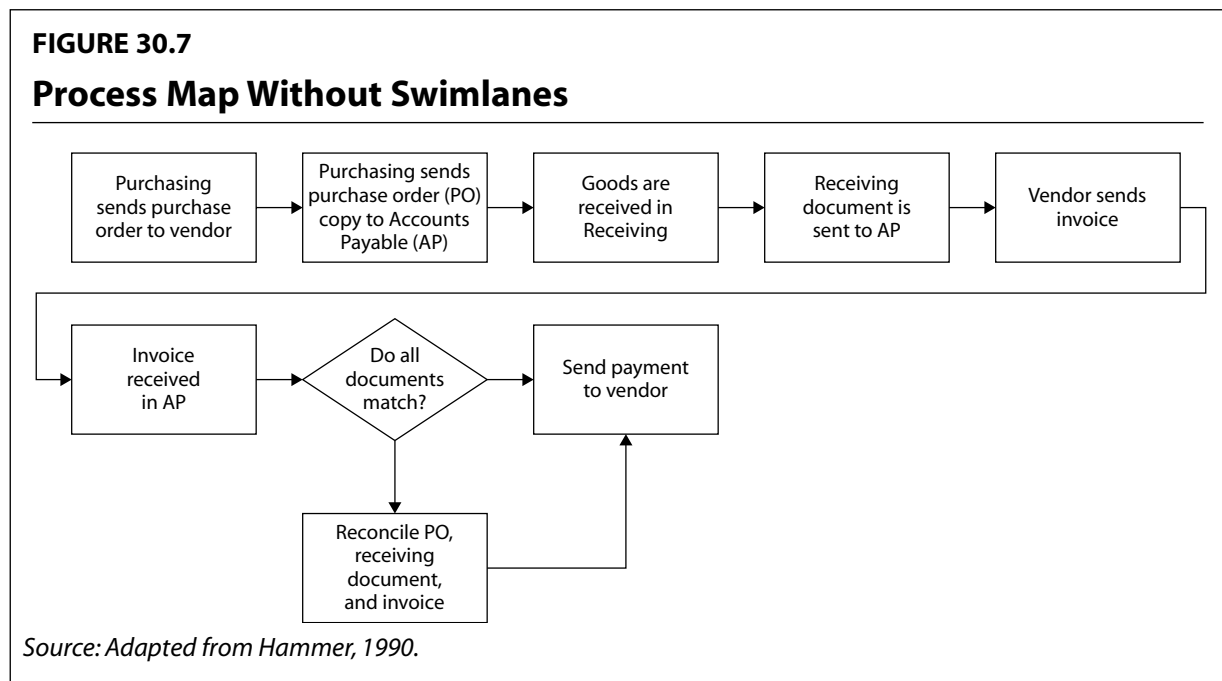 FIGURE 30.7
Process Map Without Swimlanes
Purchasing
sends purchase
order to vendor
Purchasing sends
purchase order (PO)
copy to Accounts
Payable (AP)
Goods are
received in
Receiving
Receiving
document is
sent to AP
Vendor sends
invoice
Invoice
received
in AP
Do all
documents
match?
Send payment
to vendor
Reconcile PO,
receiving
document,
and invoice
Source: Adapted from Hammer, 1990.